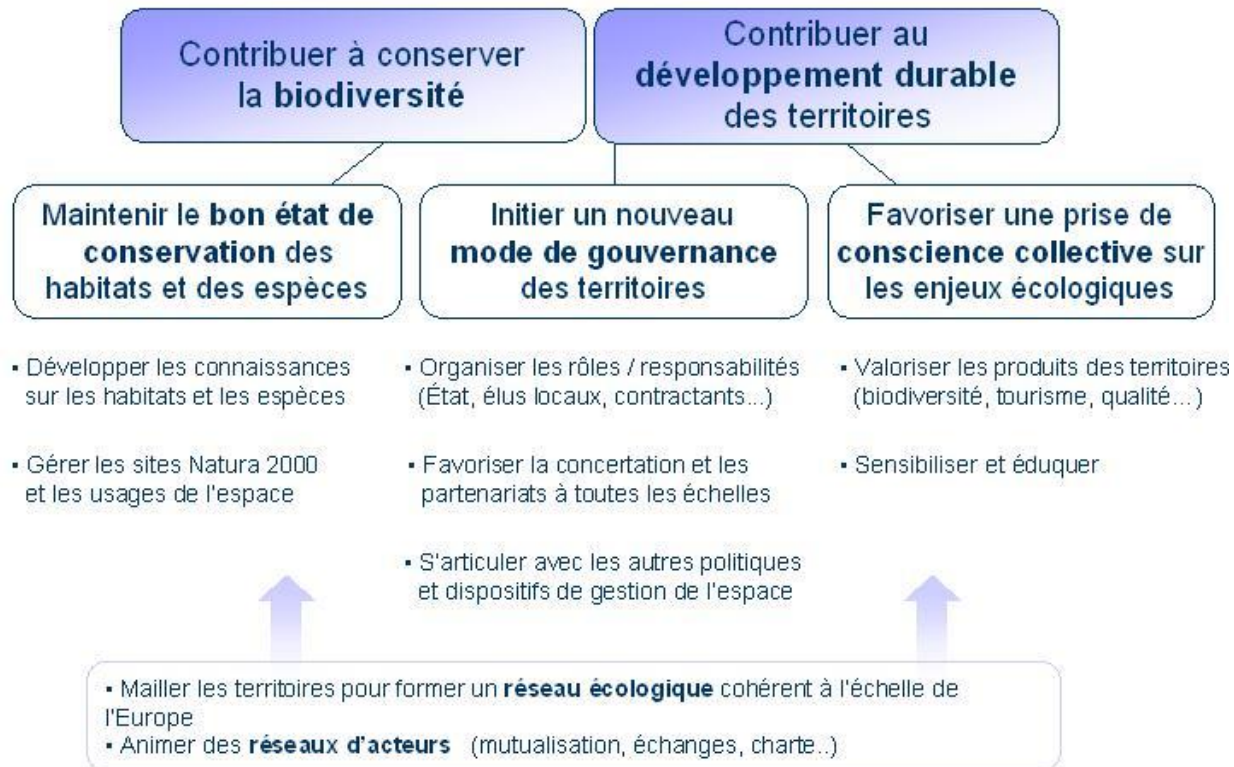 Contribuer à conserver
la biodiversité
Contribuer au
développement durable
des territoires
Maintenir le bon état de
conservation des
habitats et des espèces
Initier un nouveau
mode de gouvernance
des territoires
Favoriser une prise de
conscience collective sur
les enjeux écologiques
▪ Développer les connaissances
sur les habitats et les espèces
▪ Gérer les sites Natura 2000
et les usages de l'espace
▪ Organiser les rôles / responsabilités
(État, élus locaux, contractants...)
▪ Favoriser la concertation et les
partenariats à toutes les échelles
▪ S'articuler avec les autres politiques
et dispositifs de gestion de l'espace
▪ Valoriser les produits des territoires
(biodiversité, tourisme, qualité...)
▪ Sensibiliser et éduquer
▪ Mailler les territoires pour former un réseau écologique cohérent à l'échelle de
l'Europe
▪ Animer des réseaux d'acteurs (mutualisation, échanges, charte..)